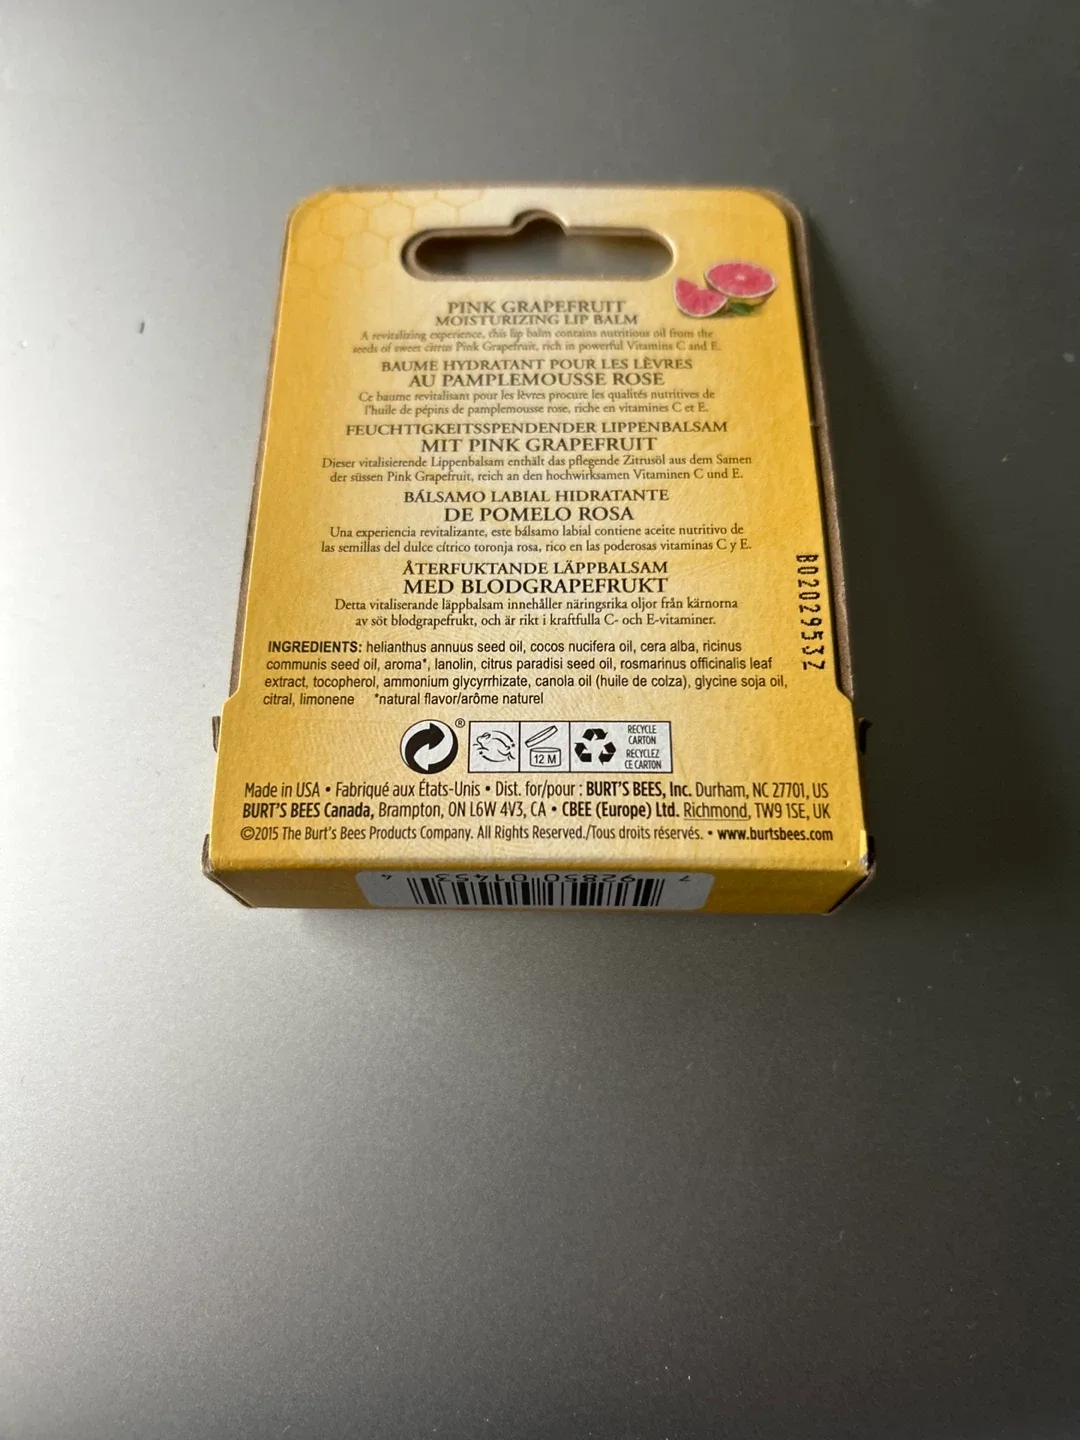 PINK GRAPEFRUIT
MOISTURIZING LIP BALM
A revitalizing experience, this lip balm contains nutritious oil from the
seeds of sweet citrus Pink Grapefruit, rich in powerful Vitamins C and E.
BAUME HYDRATANT POUR LES LÈVRES
AU PAMPLEMOUSSE ROSE
Ce baume revitalisant pour les lèvres procure les qualités nutritives de
l'huile de pépins de pamplemousse rose, riche en vitamines C et E.
FEUCHTIGKEITSSPENDENDER LIPPENBALSAM
MIT PINK GRAPEFRUIT
Dieser vitalisierende Lippenbalsam enthält das pflegende Zitrusöl aus dem Samen
der süssen Pink Grapefruit, reich an den hochwirksamen Vitaminen C und E.
BÁLSAMO LABIAL HIDRATANTE
DE POMELO ROSA
Una experiencia revitalizante, este bálsamo labial contiene aceite nutritivo de
las semillas del dulce cítrico toronja rosa, rico en las poderosas vitaminas C y E.
ÅTERFUKTANDE LÄPPBALSAM
MED BLODGRAPEFRUKT
Detta vitaliserande läppbalsam innehåller näringsrika oljor från kärnorna
av söt blodgrapefrukt, och är rikt i kraftfulla C- och E-vitaminer.
B0202953Z
INGREDIENTS: helianthus annuus seed oil, cocos nucifera oil, cera alba, ricinus
communis seed oil, aroma*, lanolin, citrus paradisi seed oil, rosmarinus officinalis leaf
extract, tocopherol, ammonium glycyrrhizate, canola oil (huile de colza), glycine soja oil,
citral, limonene *natural flavor/arôme naturel
®
12 M
RECYCLE
CARTON
RECYCLEZ
CE CARTON
Made in USA • Fabriqué aux États-Unis • Dist. for/pour : BURT'S BEES, Inc. Durham, NC 27701, US
BURT'S BEES Canada, Brampton, ON L6W 4V3, CA • CBEE (Europe) Ltd. Richmond, TW9 1SE, UK
©2015 The Burt's Bees Products Company. All Rights Reserved./Tous droits réservés. • www.burtsbees.com
7 92850 01453 4